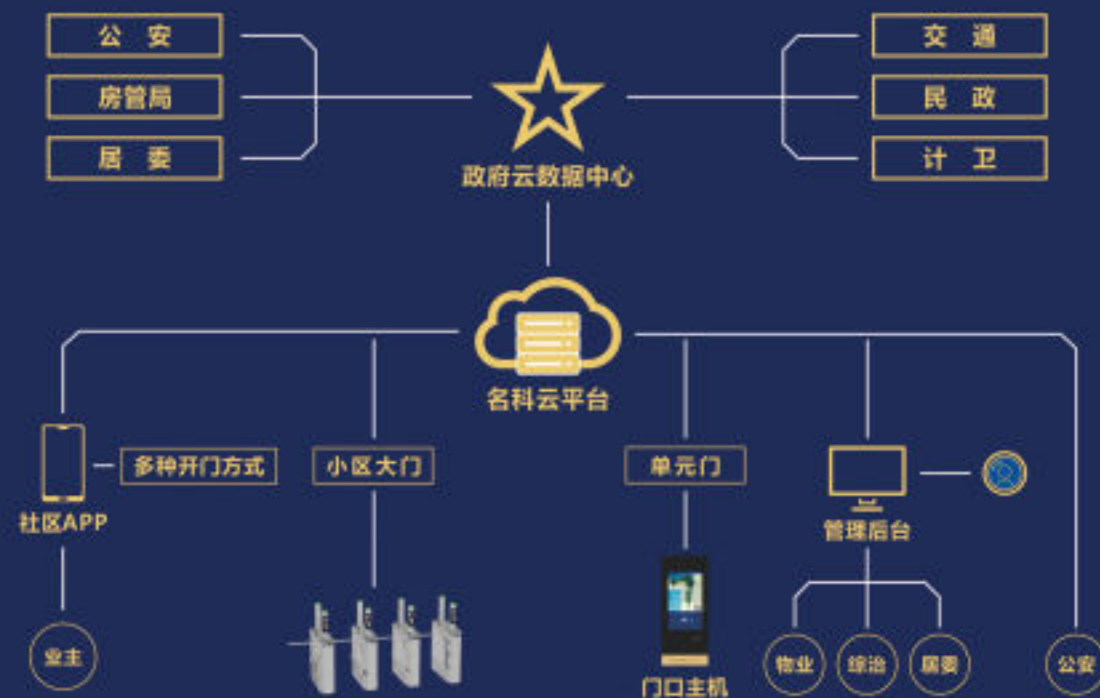 公安
交通
房管局
民政
居委
计卫
政府云数据中心
名科云平台
多种开门方式
小区大门
单元门
社区APP
管理后台
业主
物业
综治
居委
公安
门口主机